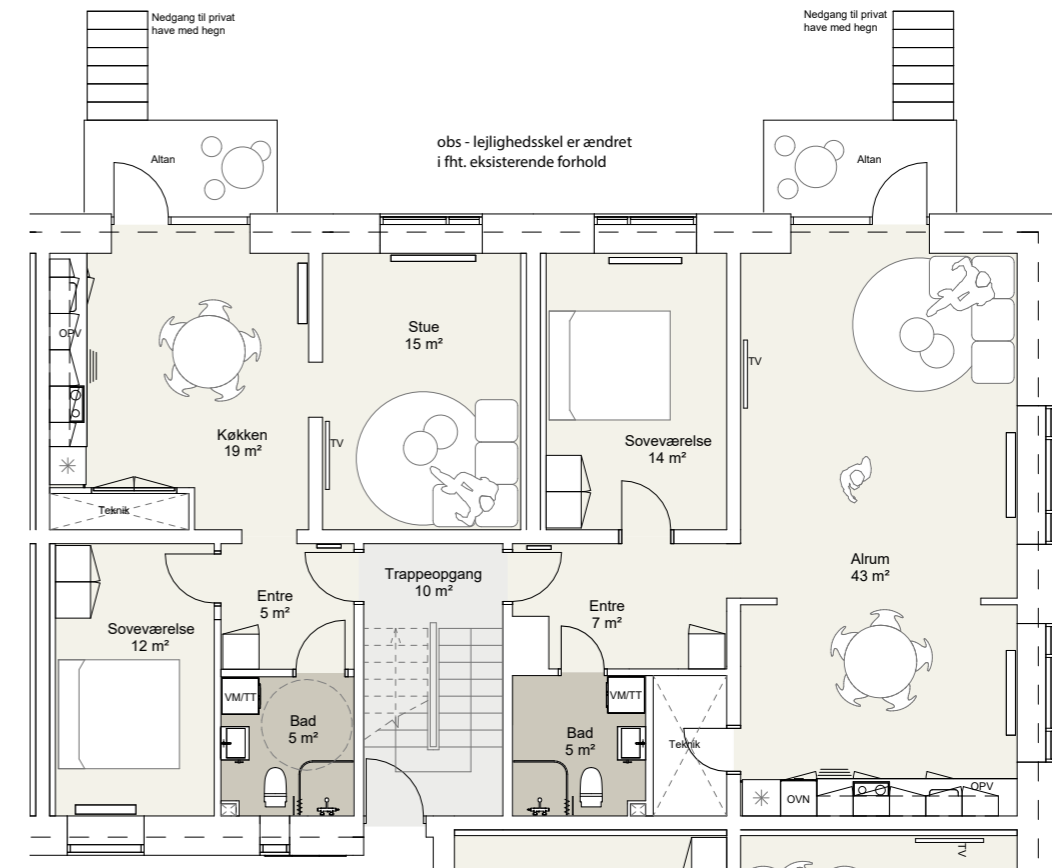 Nedgang til privat
have med hegn
Nedgang til privat
have med hegn
obs - lejlighedsskel er ændret
i fht. eksisterende forhold
Altan
Altan
OPV
Stue
15 m²
TV
Køkken
19 m²
TV
Soveværelse
14 m²
Teknik
Alrum
43 m²
Trappeopgang
10 m²
Entre
5 m²
Entre
7 m²
Soveværelse
12 m²
VM/TT
VM/TT
Bad
5 m²
Bad
5 m²
Teknik
OVN
OPV
TV